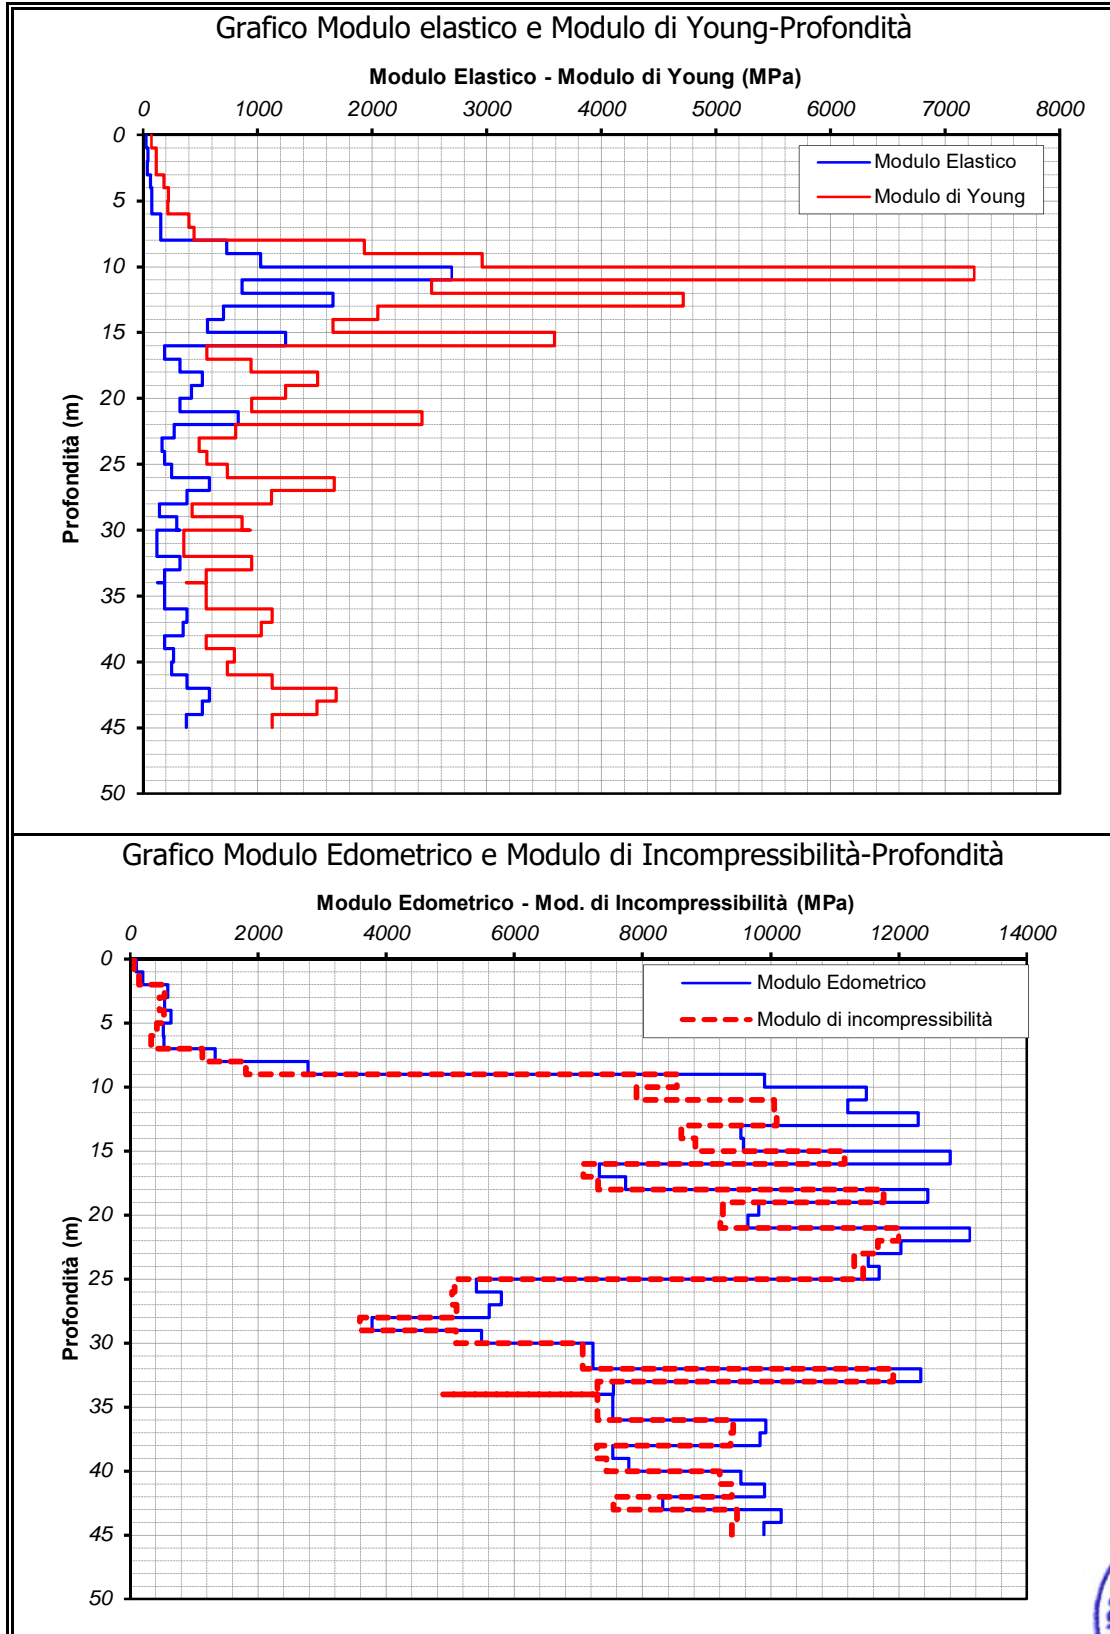 Grafico Modulo elastico e Modulo di Young-Profondità
Modulo Elastico - Modulo di Young (MPa)
0 1000 2000 3000 4000 5000 6000 7000 8000
0
5
10
15
20
25
30
35
40
45
50
Profondità (m)
Modulo Elastico
Modulo di Young
Grafico Modulo Edometrico e Modulo di Incompressibilità-Profondità
Modulo Edometrico - Mod. di Incompressibilità (MPa)
0 2000 4000 6000 8000 10000 12000 14000
0
5
10
15
20
25
30
35
40
45
50
Profondità (m)
Modulo Edometrico
Modulo di incompressibilità